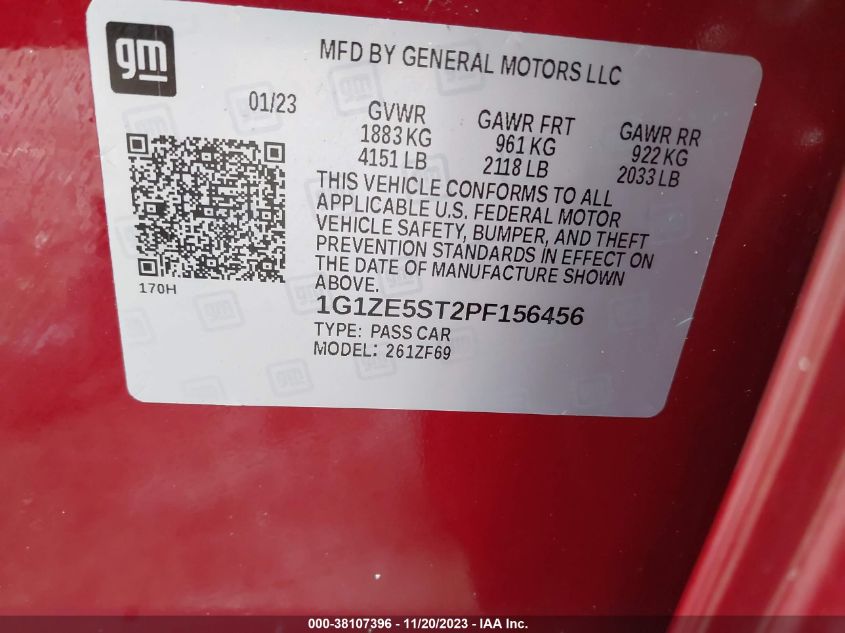 gm
MFD BY GENERAL MOTORS LLC
01/23
GVWR
1883 KG
4151 LB
GAWR FRT
961 KG
2118 LB
GAWR RR
922 KG
2033 LB
THIS VEHICLE CONFORMS TO ALL
APPLICABLE U.S. FEDERAL MOTOR
VEHICLE SAFETY, BUMPER, AND THEFT
PREVENTION STANDARDS IN EFFECT ON
THE DATE OF MANUFACTURE SHOWN
ABOVE.
170H
1G1ZE5ST2PF156456
TYPE: PASS CAR
MODEL: 261ZF69
000-38107396 - 11/20/2023 - IAA Inc.